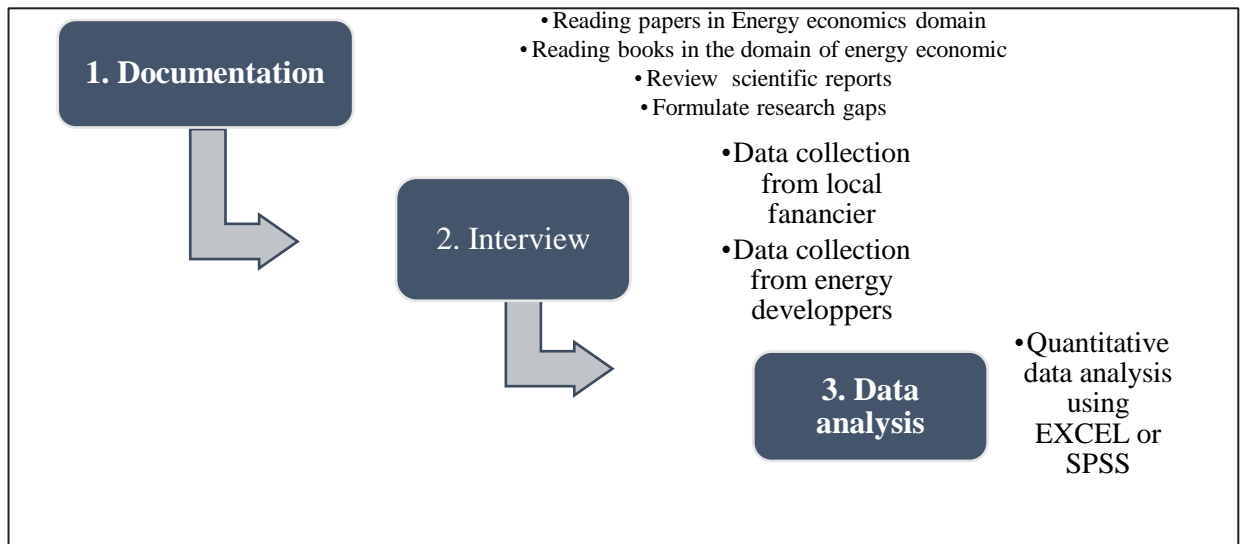 1. Documentation
• Reading papers in Energy economics domain
• Reading books in the domain of energy economic
• Review scientific reports
• Formulate research gaps
2. Interview
•Data collection
from local
fanancier
•Data collection
from energy
developpers
3. Data
analysis
•Quantitative
data analysis
using
EXCEL or
SPSS